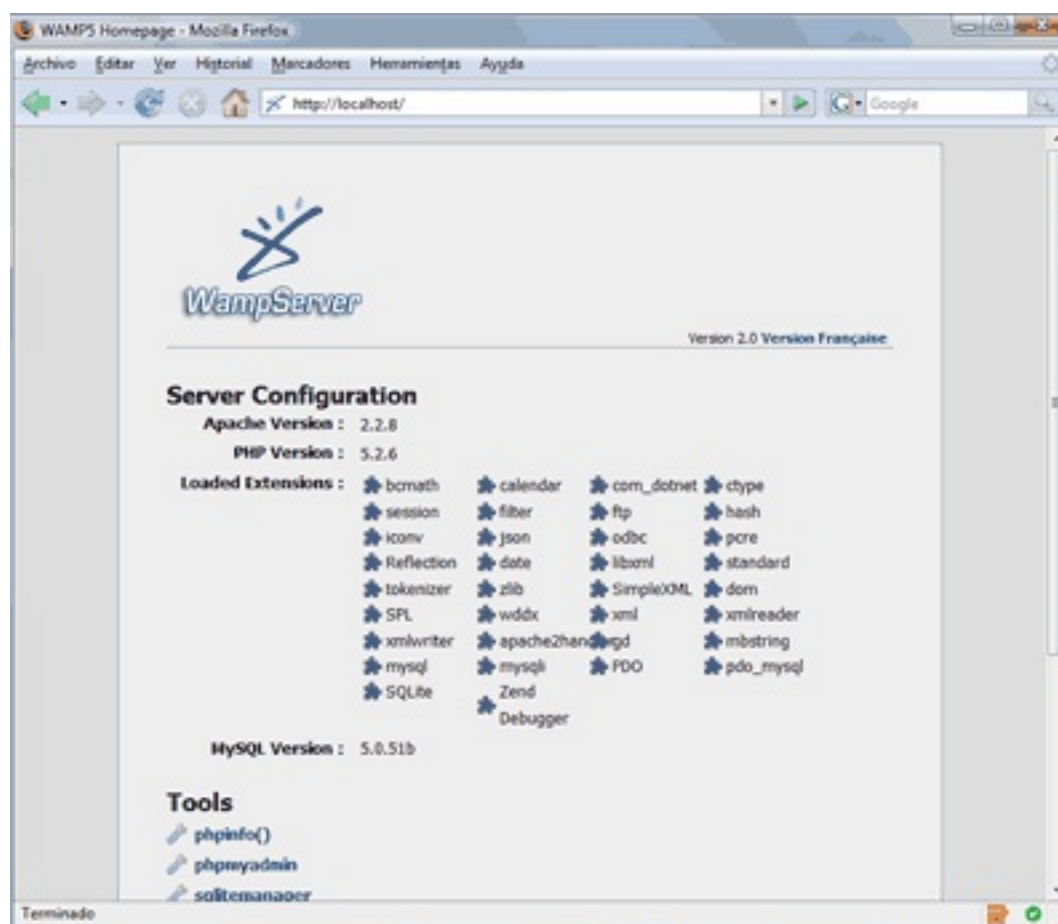 WAMP5 Homepage - Mozilla Firefox
Archivo Editar Ver Historial Marcadores Herramientas Ayuda
http://localhost/ Google
WampServer
Version 2.0 Version Française
Server Configuration
Apache Version : 2.2.8
PHP Version : 5.2.6
Loaded Extensions : bcmath calendar com_dotnet ctype
session filter ftp hash
iconv json odbc pcre
Reflection date libxml standard
tokenizer zlib SimpleXML dom
SPL wddx xml xmlreader
xmlwriter apache2hand gd mbstring
mysql mysqli PDO pdo_mysql
SQLite Zend
Debugger
MySQL Version : 5.0.51b
Tools
phpinfo()
phpmyadmin
sqlitemanager
Terminado